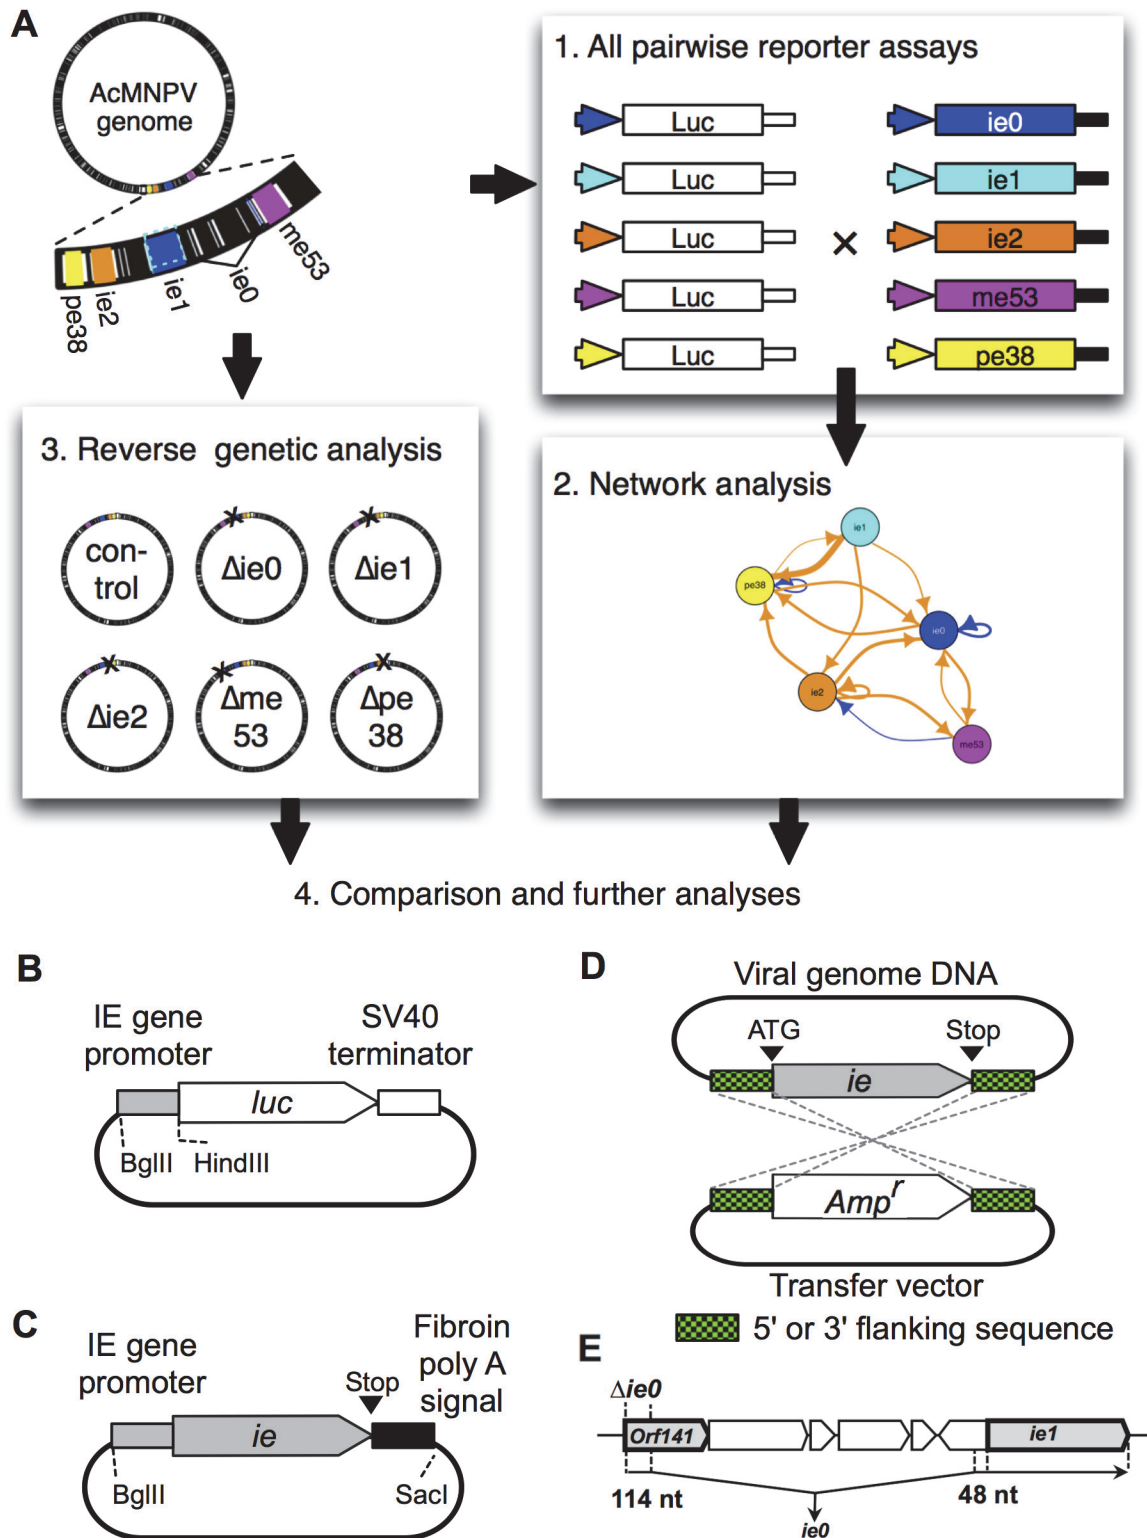 A
AcMNPV
genome
pe38
ie2
ie1
ie0
me53
1. All pairwise reporter assays
Luc
ie0
Luc
ie1
Luc
ie2
×
Luc
me53
Luc
pe38
3. Reverse genetic analysis
con-
trol
Δie0
Δie1
Δie2
Δme
53
Δpe
38
2. Network analysis
ie1
pe38
ie0
ie2
me53
4. Comparison and further analyses
B
IE gene
promoter
SV40
terminator
luc
BglII
HindIII
C
IE gene
promoter
Stop
Fibroin
poly A
signal
ie
BglII
SacI
D
Viral genome DNA
ATG
Stop
ie
Ampʳ
Transfer vector
5' or 3' flanking sequence
E
Δie0
Orf141
ie1
114 nt
48 nt
ie0